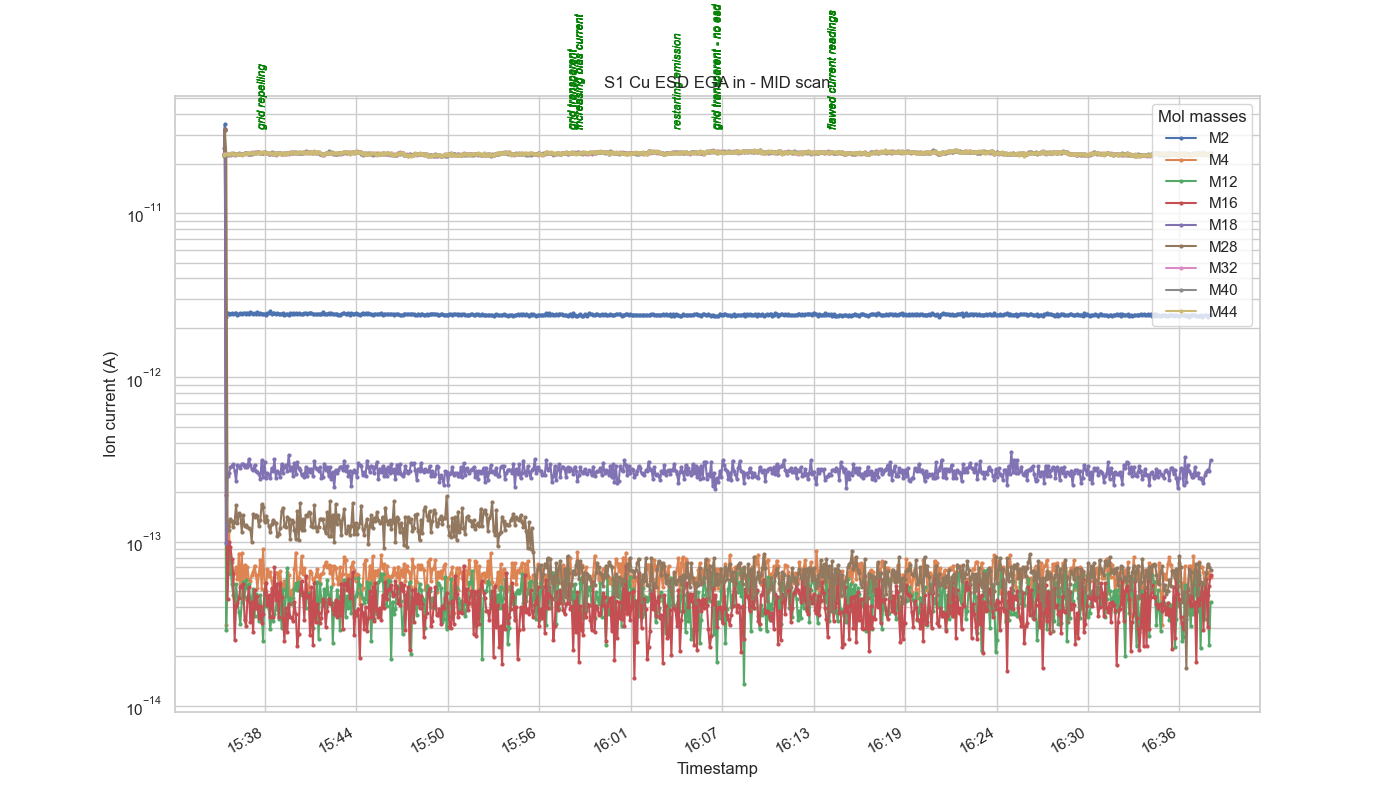 grid repelling
grid transparent
increasing bias current
restarting emission
grid transparent - no esd
flawed current readings
S1 Cu ESD EGA in - MID scan
Mol masses
M2
M4
M12
M16
M18
M28
M32
M40
M44
Ion current (A)
10⁻¹¹
10⁻¹²
10⁻¹³
10⁻¹⁴
15:38
15:44
15:50
15:56
16:01
16:07
16:13
16:19
16:24
16:30
16:36
Timestamp